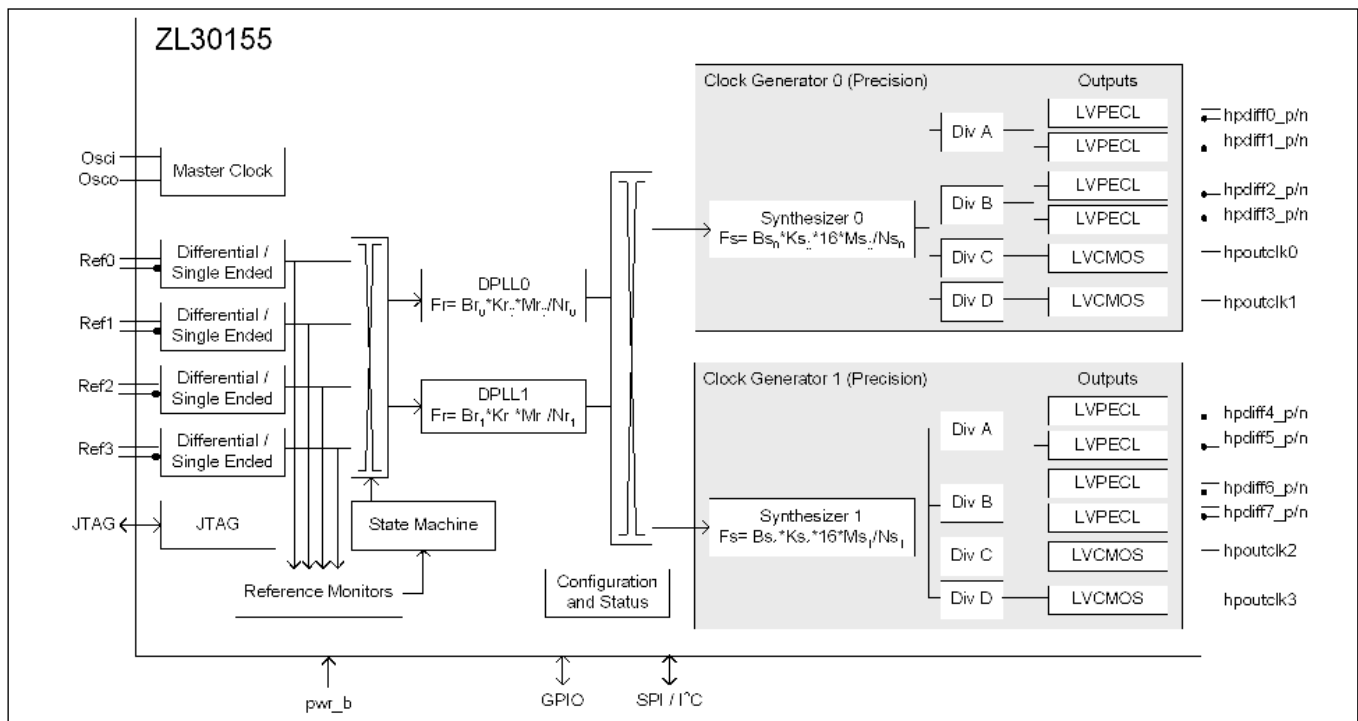 ZL30155
Osci
Osco
Master Clock
Ref0
Differential /
Single Ended
Ref1
Differential /
Single Ended
Ref2
Differential /
Single Ended
Ref3
Differential /
Single Ended
JTAG
JTAG
State Machine
Reference Monitors
DPLL0
DPLL1
Configuration
and Status
Clock Generator 0 (Precision)
Outputs
Synthesizer 0
Div A
Div B
Div C
Div D
LVPECL
LVPECL
LVPECL
LVPECL
LVCMOS
LVCMOS
hpdiff0_p/n
hpdiff1_p/n
hpdiff2_p/n
hpdiff3_p/n
hpoutclk0
hpoutclk1
Clock Generator 1 (Precision)
Outputs
Synthesizer 1
Div A
Div B
Div C
Div D
LVPECL
LVPECL
LVPECL
LVPECL
LVCMOS
LVCMOS
hpdiff4_p/n
hpdiff5_p/n
hpdiff6_p/n
hpdiff7_p/n
hpoutclk2
hpoutclk3
pwr_b
GPIO
SPI / I²C